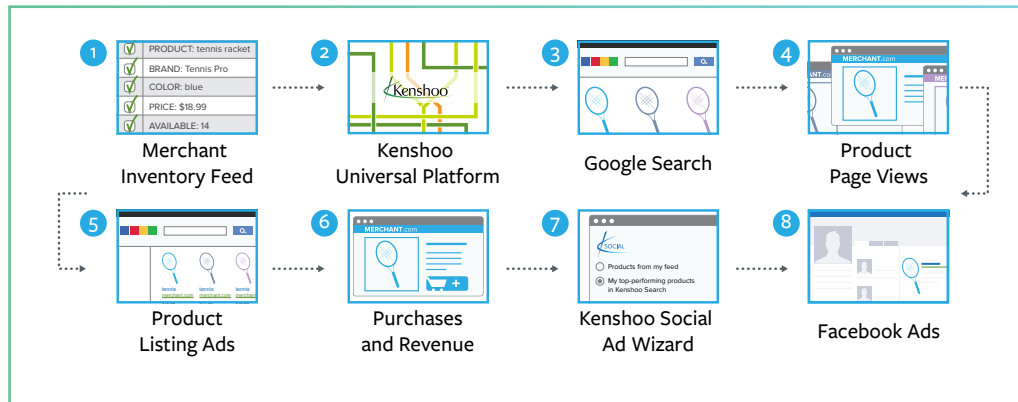 1
PRODUCT: tennis racket
BRAND: Tennis Pro
COLOR: blue
PRICE: $18.99
AVAILABLE: 14
Merchant
Inventory Feed
2
Kenshoo
Kenshoo
Universal Platform
3
Google Search
4
MERCHANT.com
Product
Page Views
5
tennis tennis tennis
merchant.com merchant.com merchant.com
Product
Listing Ads
6
MERCHANT.com
Purchases
and Revenue
7
SOCIAL
Products from my feed
My top-performing products
in Kenshoo Search
Kenshoo Social
Ad Wizard
8
Facebook Ads